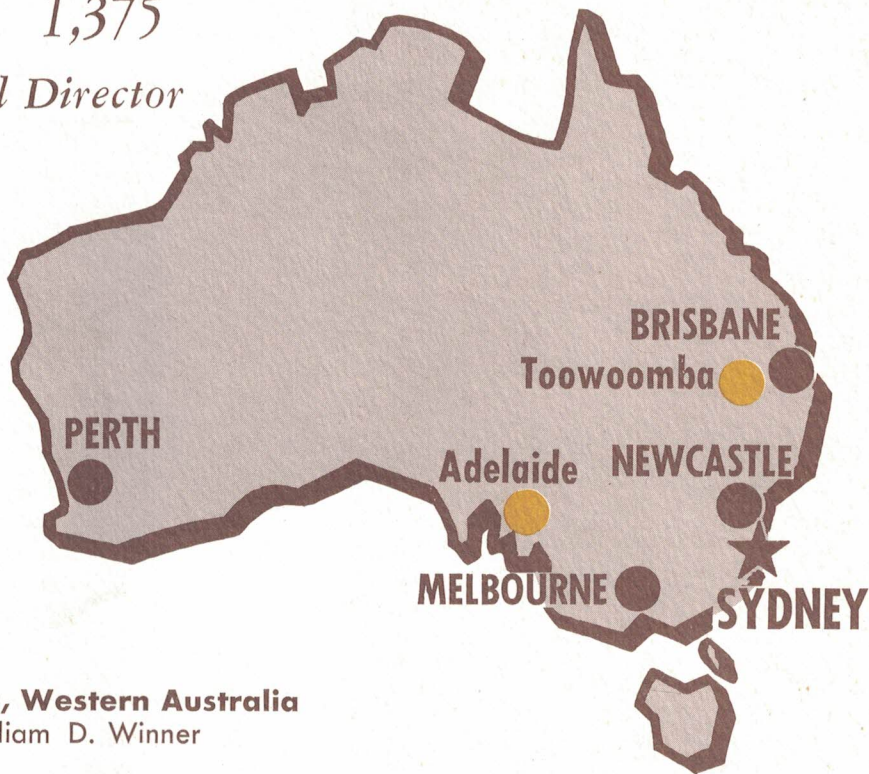 1,375
Director
BRISBANE
Toowoomba
PERTH
Adelaide
NEWCASTLE
MELBOURNE
SYDNEY
, Western Australia
liam D. Winner